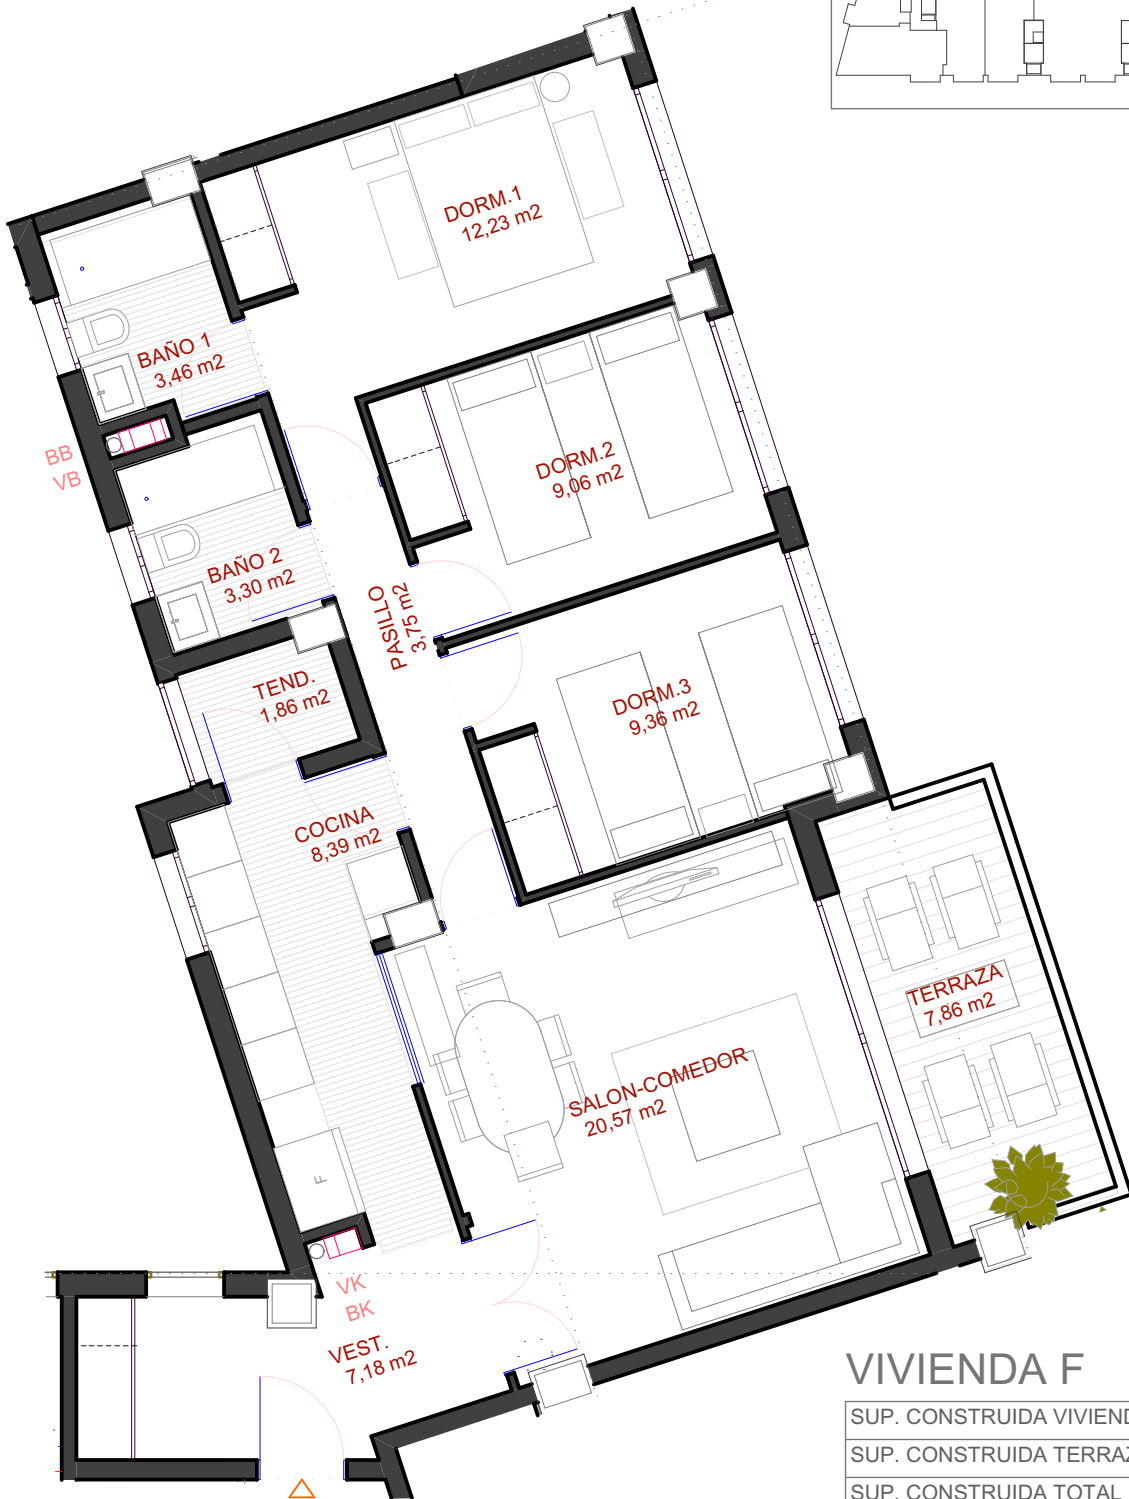 DORM.1
12,23 m2
BAÑO 1
3,46 m2
BB
VB
DORM.2
9,06 m2
BAÑO 2
3,30 m2
PASILLO
3,75 m2
TEND.
1,86 m2
DORM.3
9,36 m2
COCINA
8,39 m2
TERRAZA
7,86 m2
SALON-COMEDOR
20,57 m2
F
VK
BK
VEST.
7,18 m2
VIVIENDA F
SUP. CONSTRUIDA VIVIEND
SUP. CONSTRUIDA TERRAZ
SUP. CONSTRUIDA TOTAL